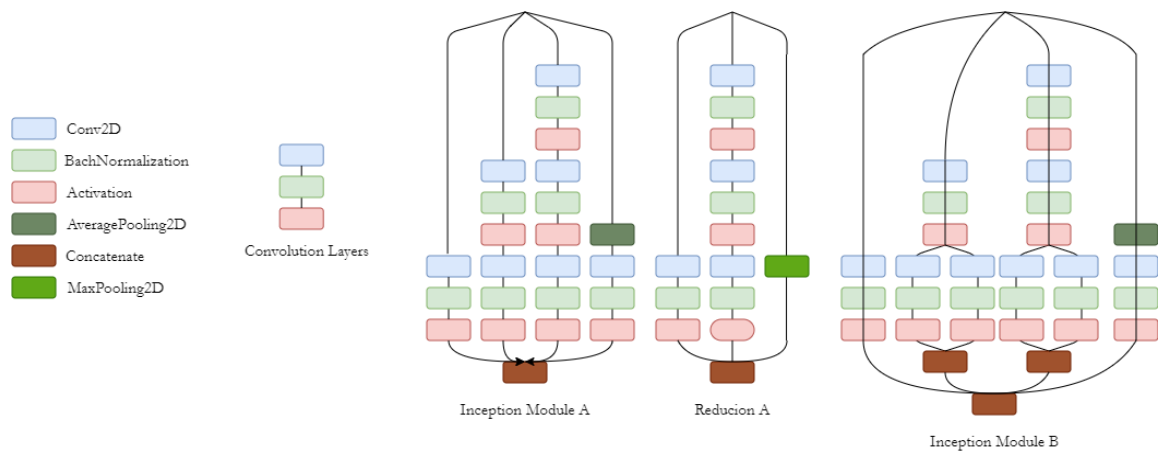 Conv2D
BachNormalization
Activation
AveragePooling2D
Concatenate
MaxPooling2D
Convolution Layers
Inception Module A
Reducion A
Inception Module B